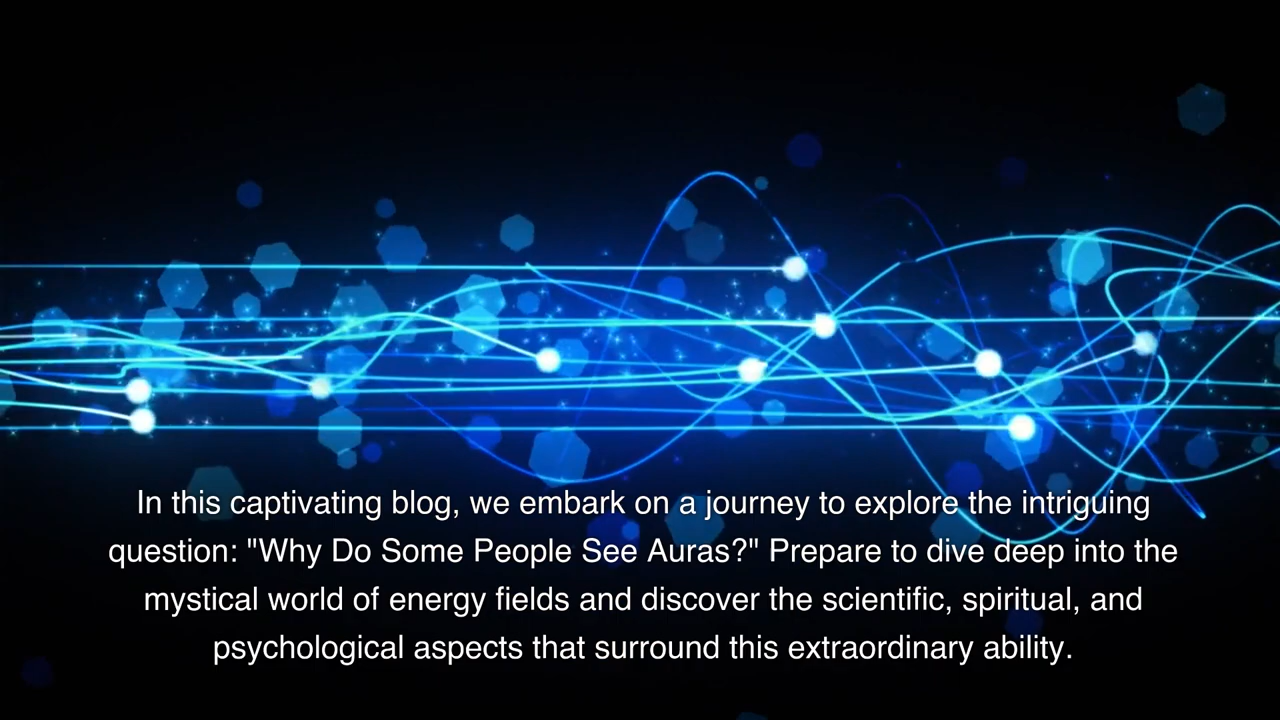 In this captivating blog, we embark on a journey to explore the intriguing
question: "Why Do Some People See Auras?" Prepare to dive deep into the
mystical world of energy fields and discover the scientific, spiritual, and
psychological aspects that surround this extraordinary ability.